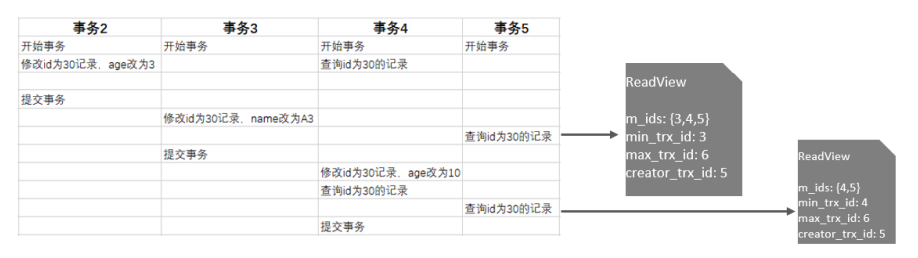 事务2 事务3 事务4 事务5
开始事务 开始事务 开始事务 开始事务
修改id为30记录，age改为3 查询id为30的记录
提交事务
修改id为30记录，name改为A3
查询id为30的记录
提交事务
修改id为30记录，age改为10
查询id为30的记录
查询id为30的记录
提交事务
ReadView
m_ids: {3,4,5}
min_trx_id: 3
max_trx_id: 6
creator_trx_id: 5
ReadView
m_ids: {4,5}
min_trx_id: 4
max_trx_id: 6
creator_trx_id: 5